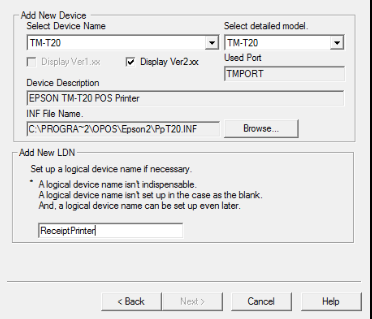 Add New Device
Select Device Name
Select detailed model.
TM-T20
TM-T20
Display Ver1.xx
Display Ver2.xx
Used Port
TMPORT
Device Description
EPSON TM-T20 POS Printer
INF File Name.
C:\PROGRA~2\OPOS\Epson2\PpT20.INF
Browse...
Add New LDN
Set up a logical device name if necessary.
* A logical device name isn't indispensable.
A logical device name isn't set up in the case as the blank.
And, a logical device name can be set up even later.
ReceiptPrinter
< Back
Next >
Cancel
Help